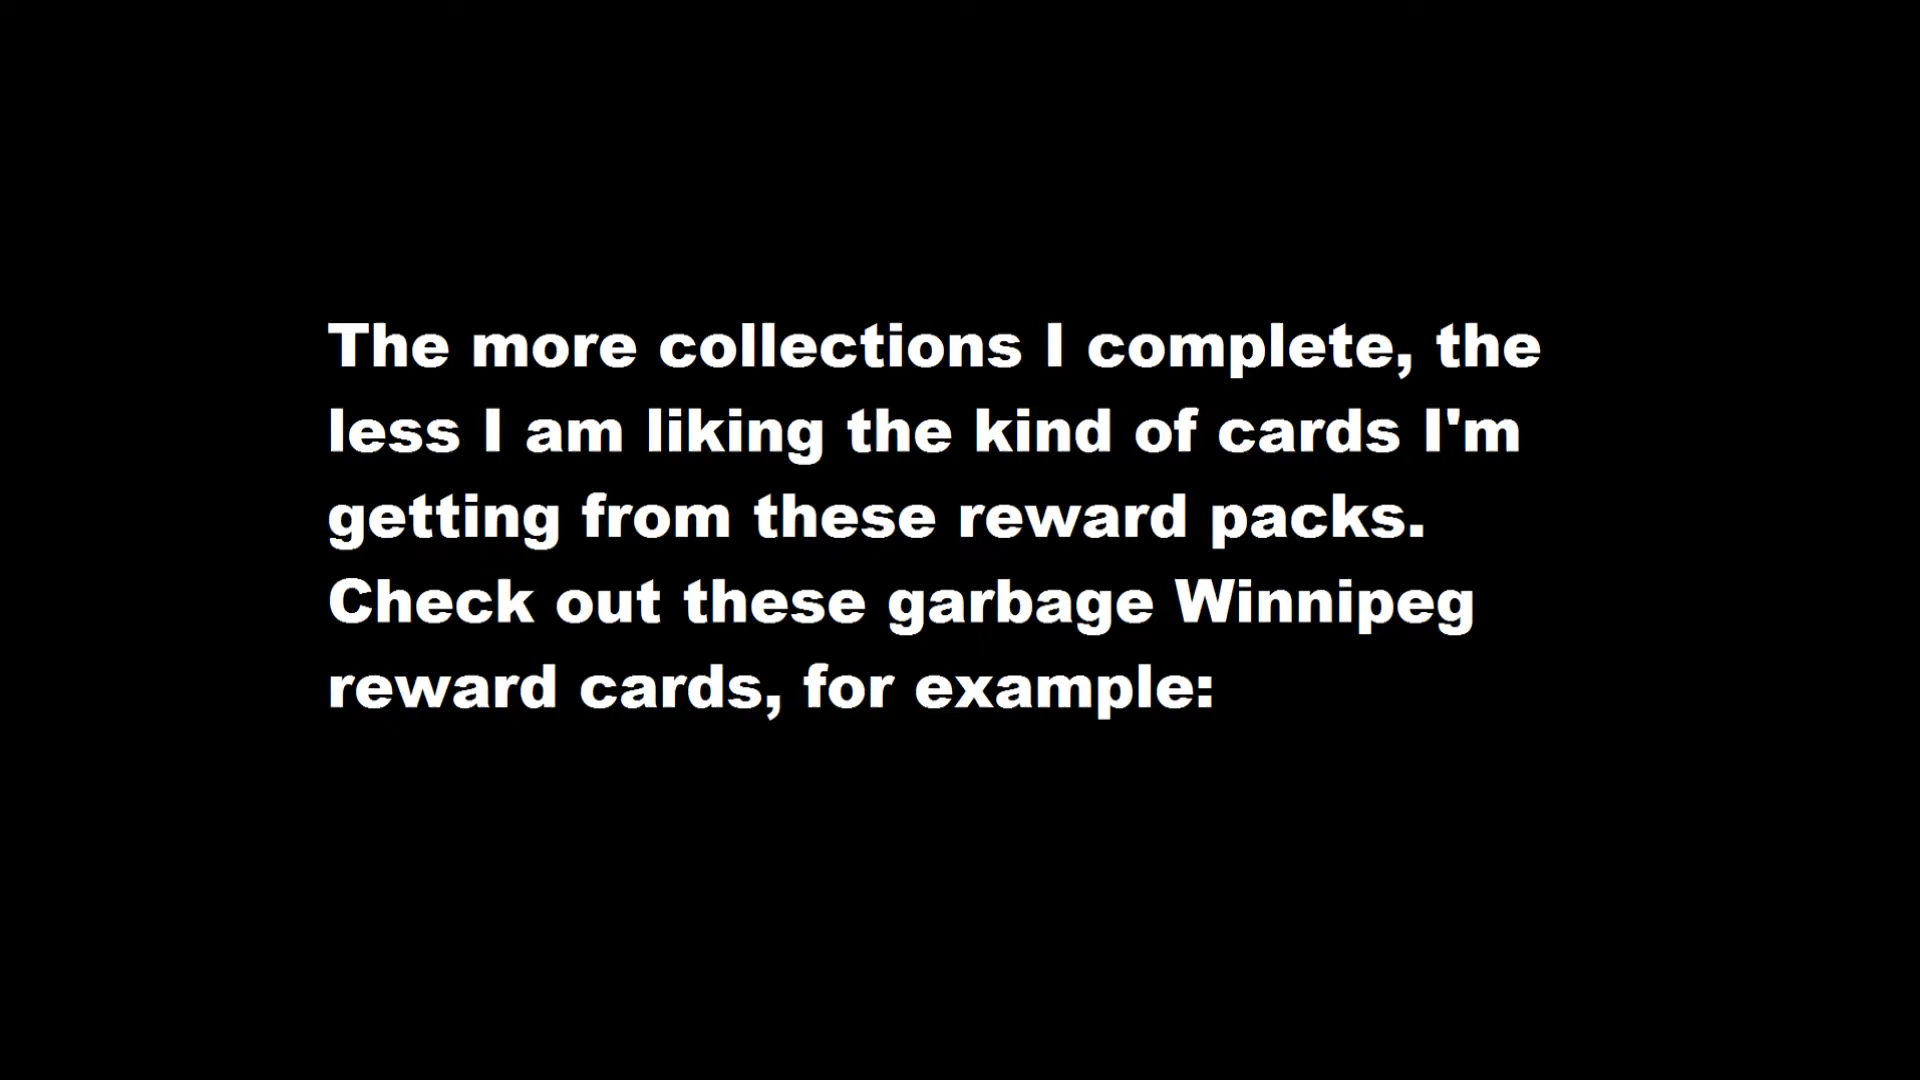 The more collections I complete, the
less I am liking the kind of cards I'm
getting from these reward packs.
Check out these garbage Winnipeg
reward cards, for example: